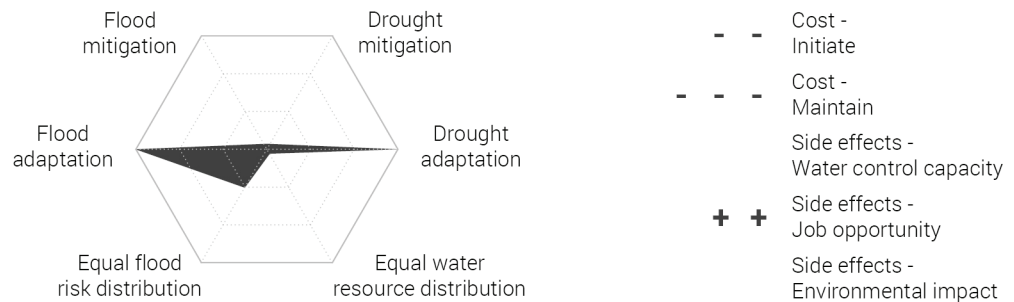 Flood
mitigation
Drought
mitigation
Flood
adaptation
Drought
adaptation
Equal flood
risk distribution
Equal water
resource distribution
- - Cost -
Initiate
- - - Cost -
Maintain
Side effects -
Water control capacity
+ + Side effects -
Job opportunity
Side effects -
Environmental impact